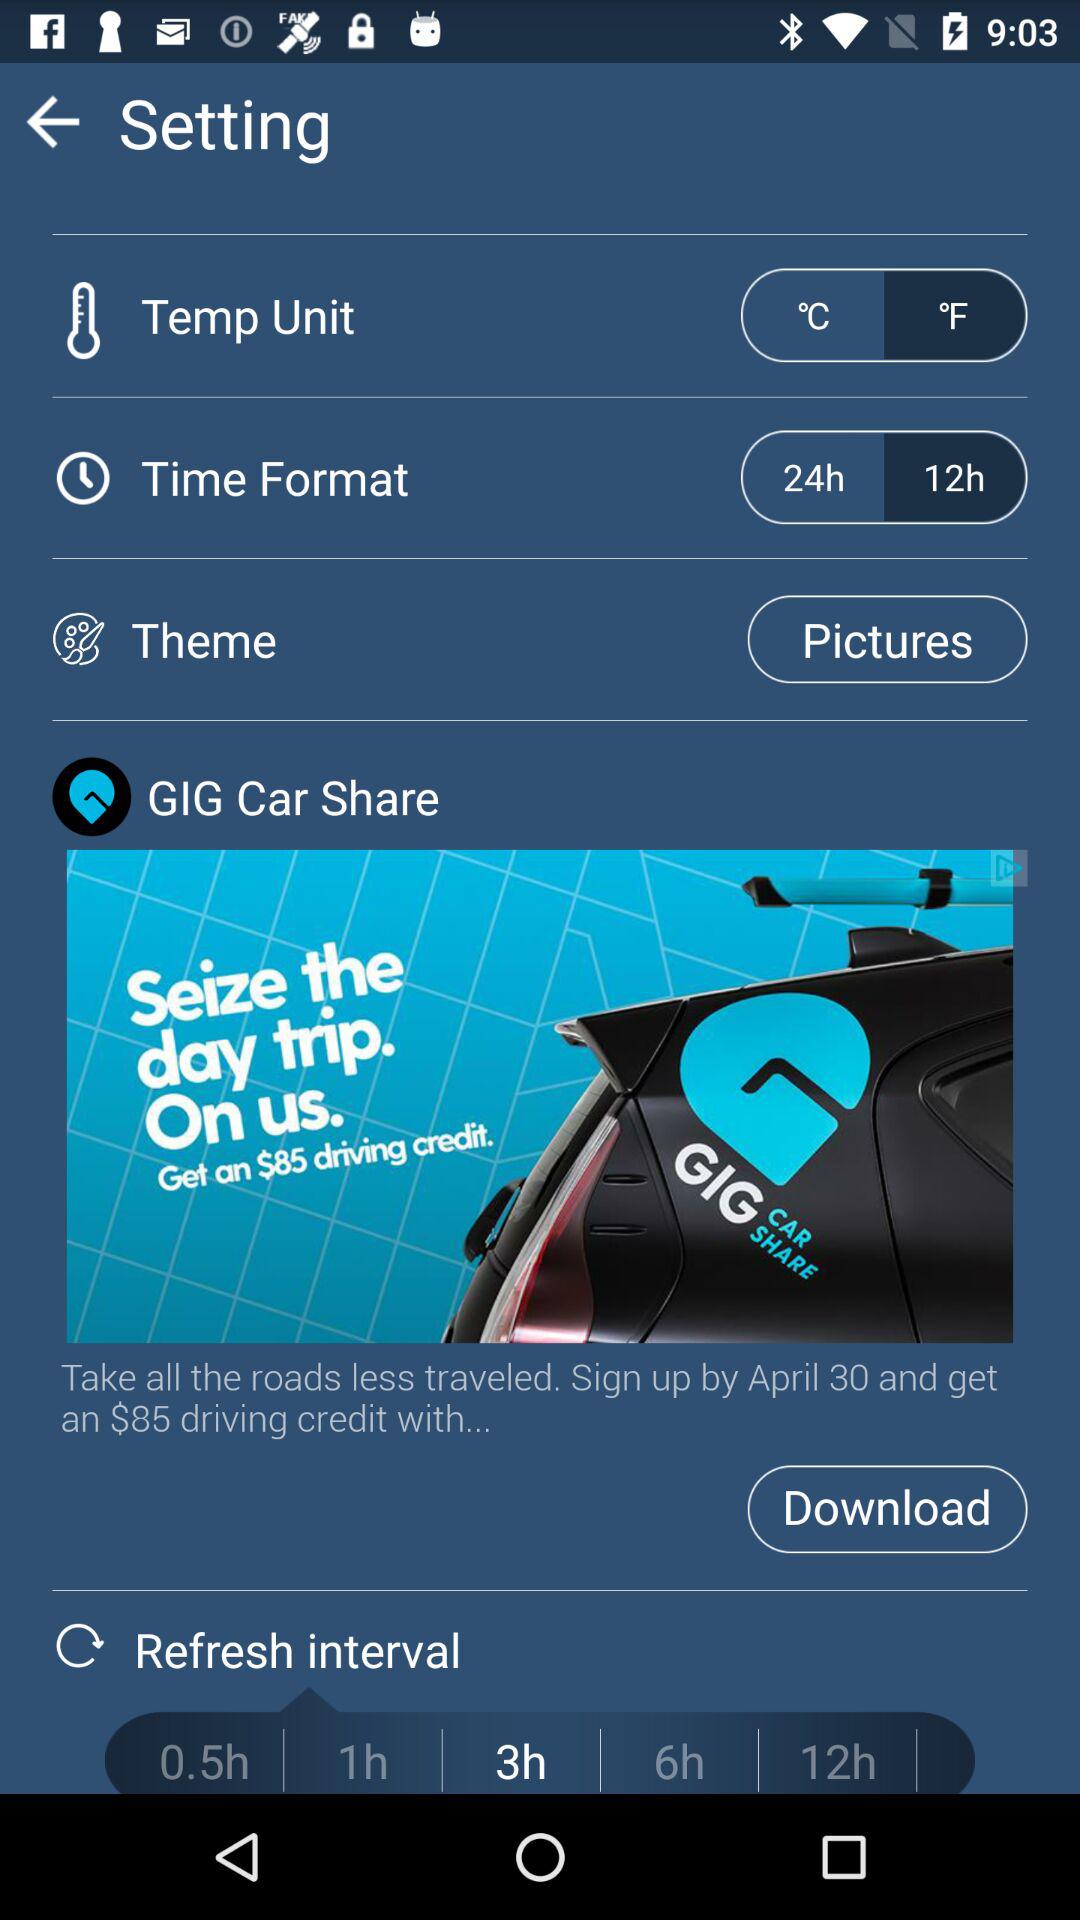 FAKE
9:03
Setting
Temp Unit
℃
℉
Time Format
24h
12h
Theme
Pictures
GIG Car Share
Seize the
day trip.
On us.
Get an $85 driving credit.
GIG
CAR
SHARE
Take all the roads less traveled. Sign up by April 30 and get
an $85 driving credit with...
Download
Refresh interval
0.5h
1h
3h
6h
12h